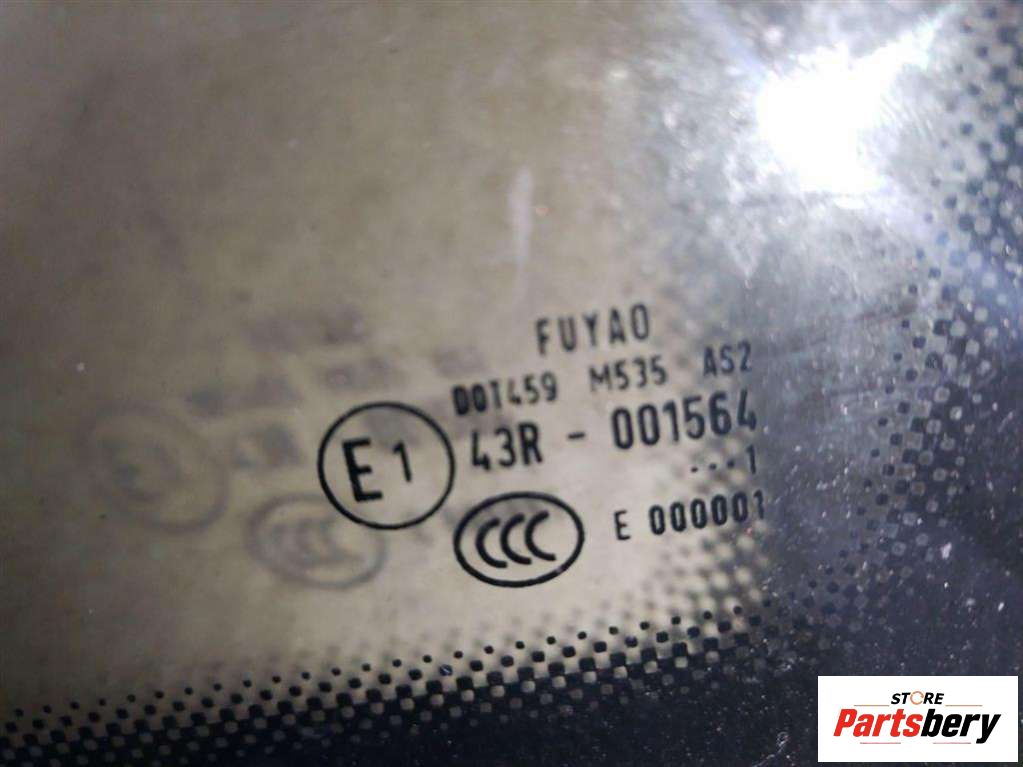 FUYAO
DOT459 M535 AS2
E1
43R - 001564
...1
CCC
E 000001
STORE
Partsbery